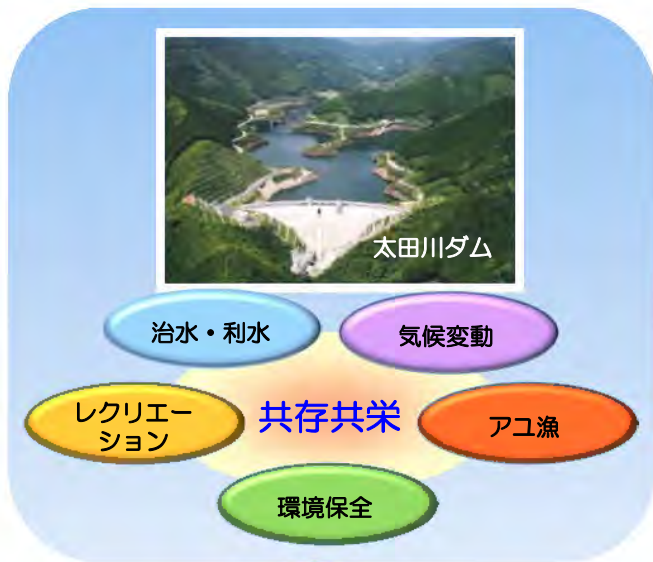 太田川ダム
治水・利水
気候変動
レクリエー
ション
共存共栄
アユ漁
環境保全